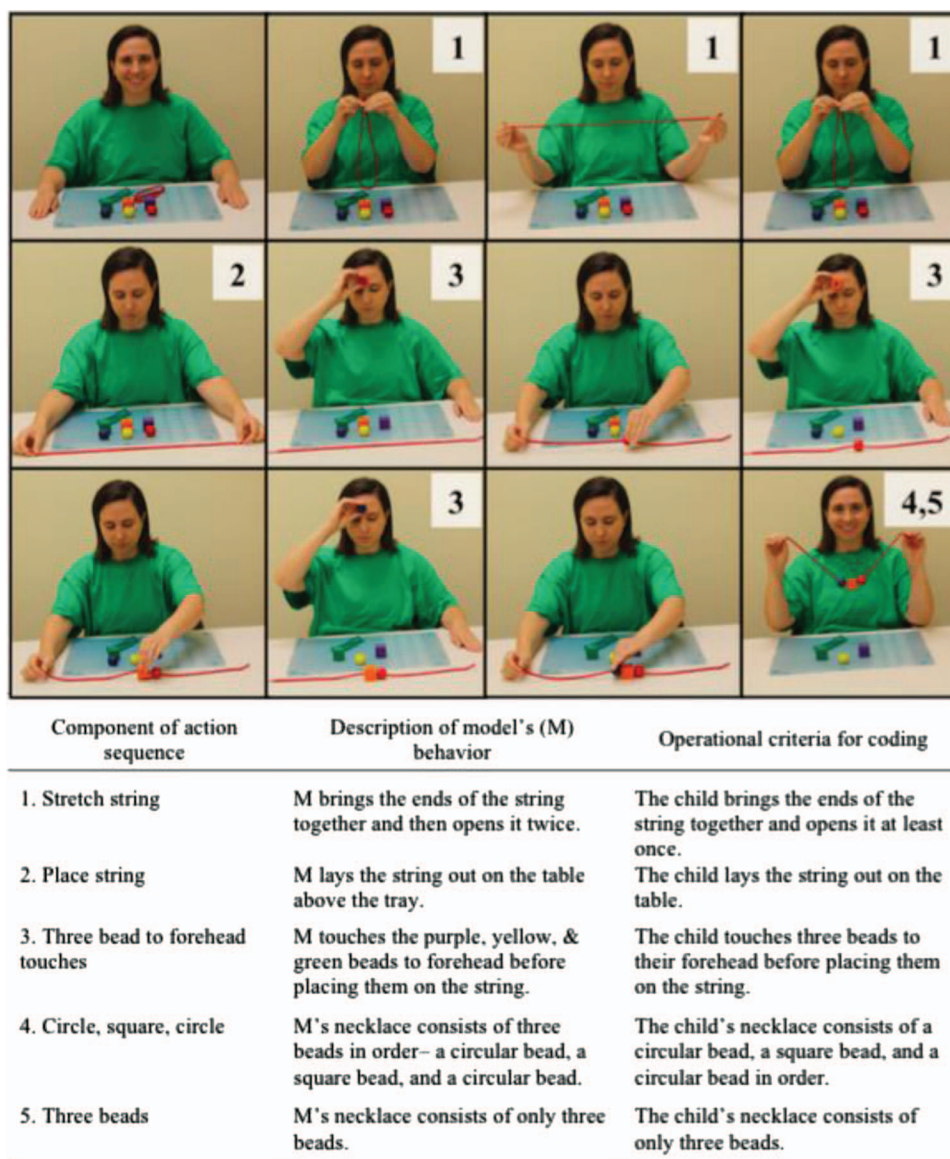 1
1
1
2
3
3
3
4,5
Component of action
sequence
Description of model's (M)
behavior
Operational criteria for coding
1. Stretch string
M brings the ends of the string
together and then opens it twice.
The child brings the ends of the
string together and opens it at least
once.
2. Place string
M lays the string out on the table
above the tray.
The child lays the string out on the
table.
3. Three bead to forehead
touches
M touches the purple, yellow, &
green beads to forehead before
placing them on the string.
The child touches three beads to
their forehead before placing them
on the string.
4. Circle, square, circle
M's necklace consists of three
beads in order– a circular bead, a
square bead, and a circular bead.
The child's necklace consists of a
circular bead, a square bead, and a
circular bead in order.
5. Three beads
M's necklace consists of only three
beads.
The child's necklace consists of
only three beads.